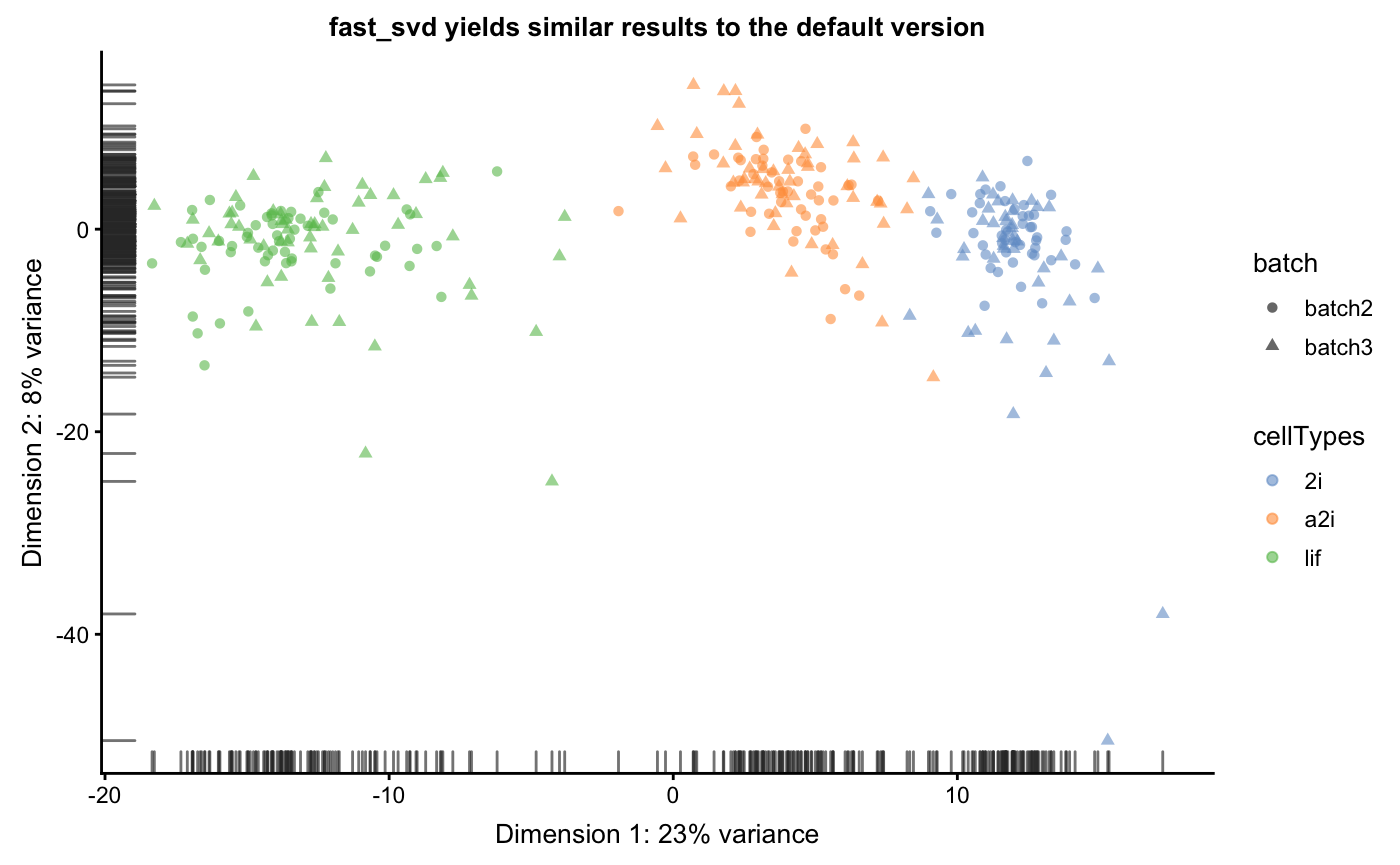 fast_svd yields similar results to the default version
Dimension 2: 8% variance
0
-20
-40
-20
-10
0
10
Dimension 1: 23% variance
batch
batch2
batch3
cellTypes
2i
a2i
lif